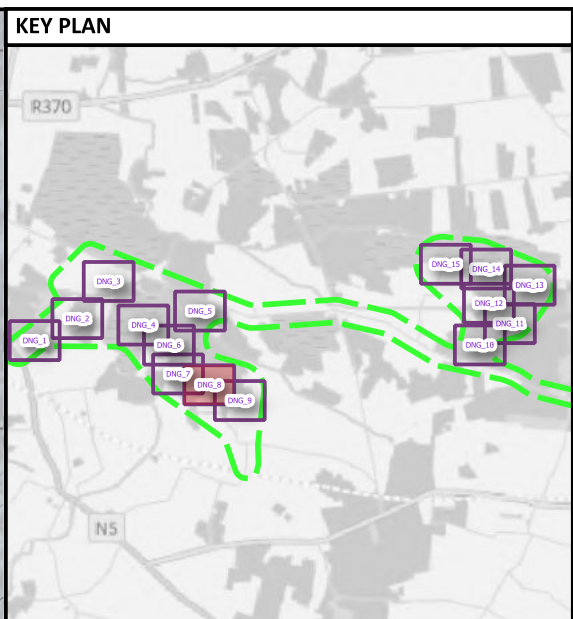 KEY PLAN
R370
DNG_15
DNG_14
DNG_3
DNG_13
DNG_12
DNG_5
DNG_2
DNG_4
DNG_11
DNG_1
DNG_6
DNG_10
DNG_7
DNG_8
DNG_9
N5